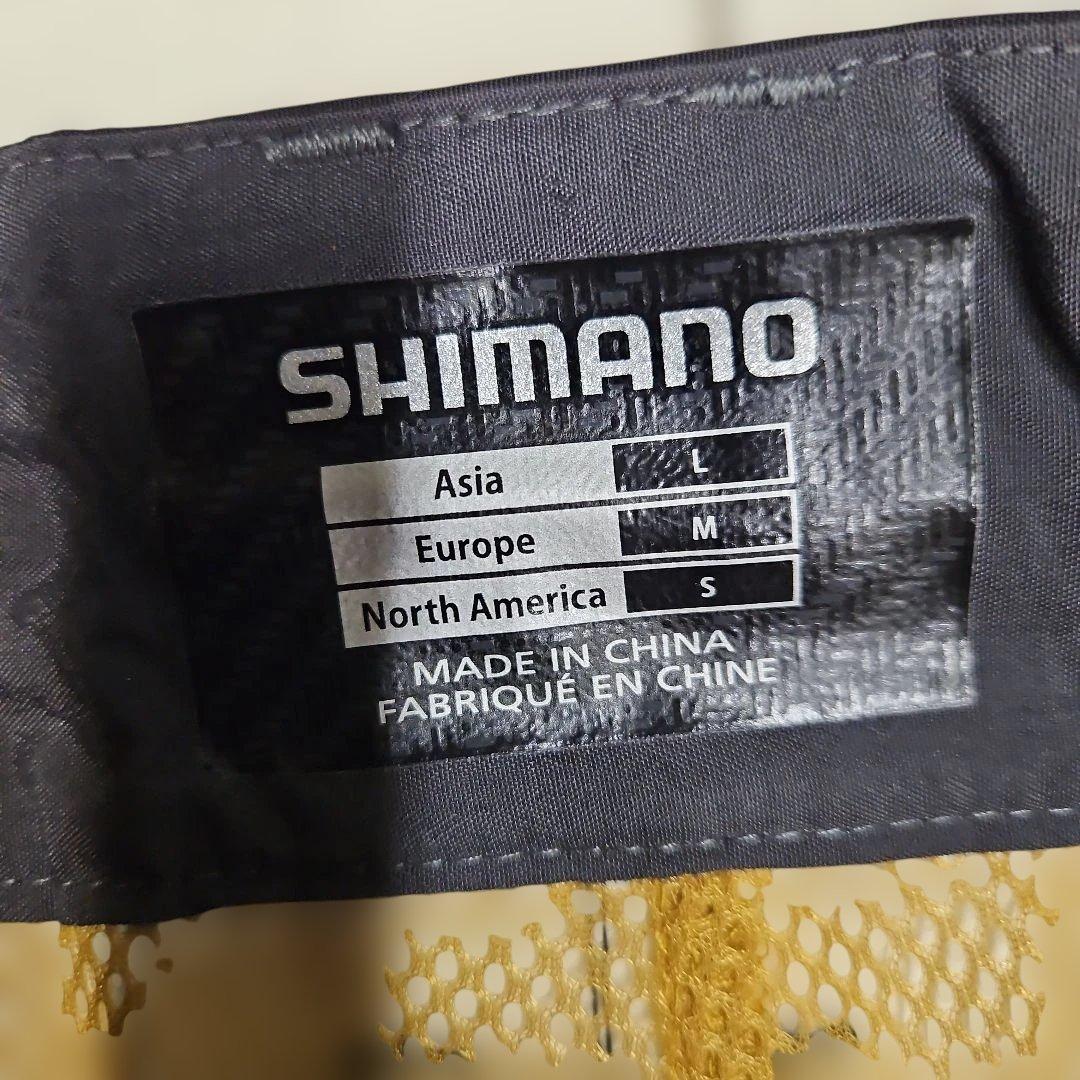 SHIMANO
Asia L
Europe M
North America S
MADE IN CHINA
FABRIQUÉ EN CHINE